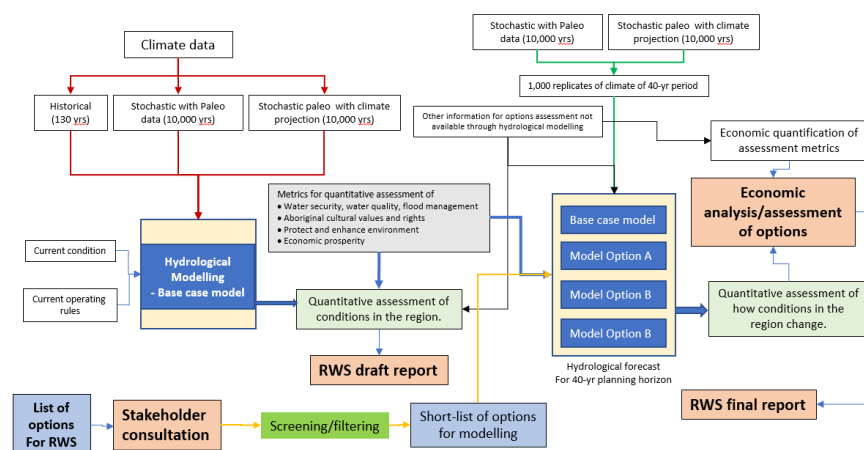 Stochastic with Paleo
data (10,000 yrs)
Stochastic paleo with climate
projection (10,000 yrs)
Climate data
1,000 replicates of climate of 40-yr period
Historical
(130 yrs)
Stochastic with Paleo
data (10,000 yrs)
Stochastic paleo with climate
projection (10,000 yrs)
Other information for options assessment not
available through hydrological modelling
Economic quantification of
assessment metrics
Metrics for quantitative assessment of
• Water security, water quality, flood management
• Aboriginal cultural values and rights
• Protect and enhance environment
• Economic prosperity
Economic
analysis/assessment
of options
Base case model
Model Option A
Model Option B
Model Option B
Current condition
Current operating
rules
Hydrological
Modelling
- Base case model
Quantitative assessment of
conditions in the region.
Quantitative assessment of
how conditions in the
region change.
RWS draft report
Hydrological forecast
For 40-yr planning horizon
List of
options
For RWS
Stakeholder
consultation
Screening/filtering
Short-list of options
for modelling
RWS final report